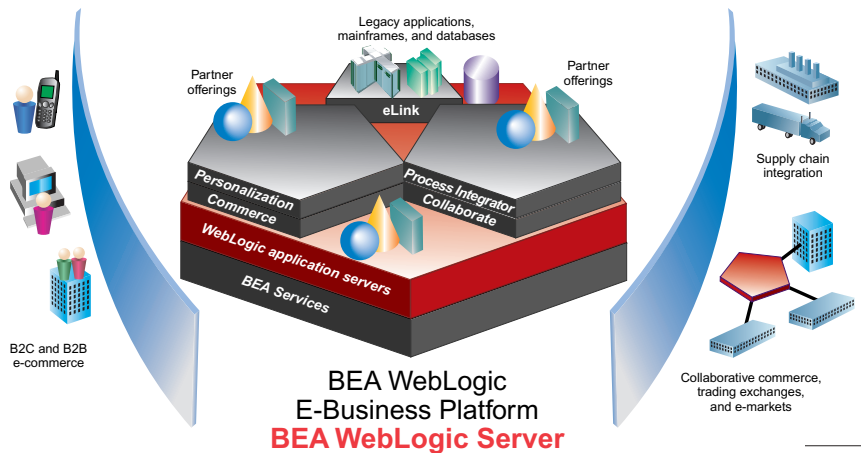 Legacy applications,
mainframes, and databases
Partner
offerings
Partner
offerings
eLink
Personalization
Commerce
Process Integrator
Collaborate
WebLogic application servers
BEA Services
B2C and B2B
e-commerce
Supply chain
integration
Collaborative commerce,
trading exchanges,
and e-markets
BEA WebLogic
E-Business Platform
BEA WebLogic Server